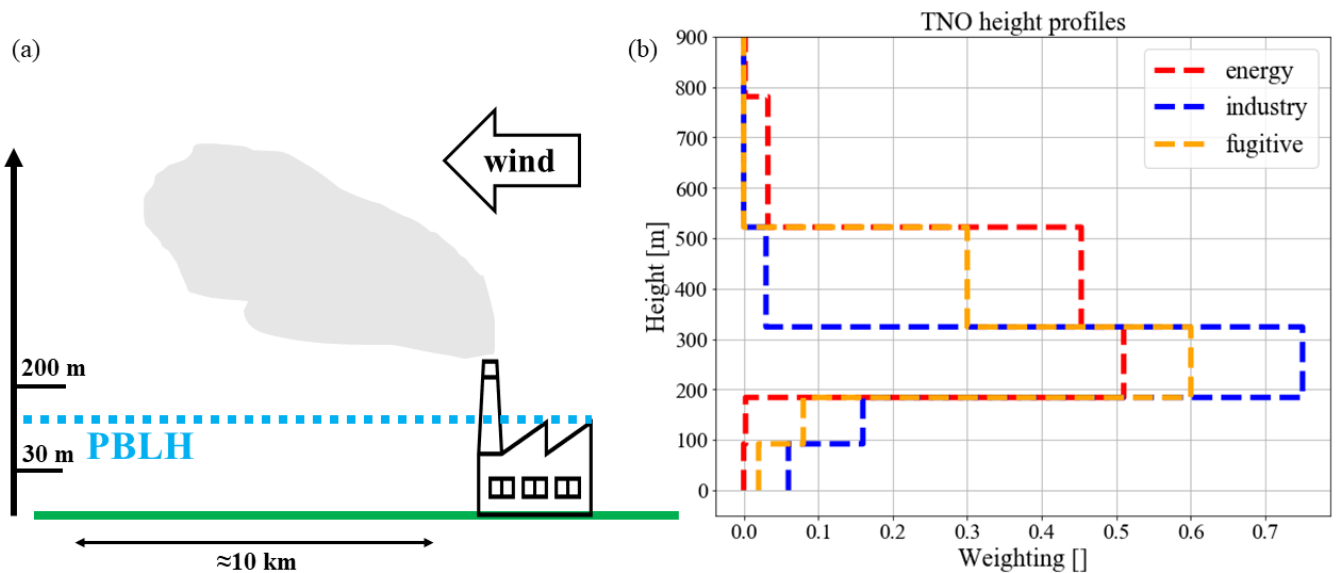 (a)
wind
200 m
PBLH
30 m
≈10 km
(b)
TNO height profiles
energy
industry
fugitive
Height [m]
900
800
700
600
500
400
300
200
100
0
0.0 0.1 0.2 0.3 0.4 0.5 0.6 0.7
Weighting []